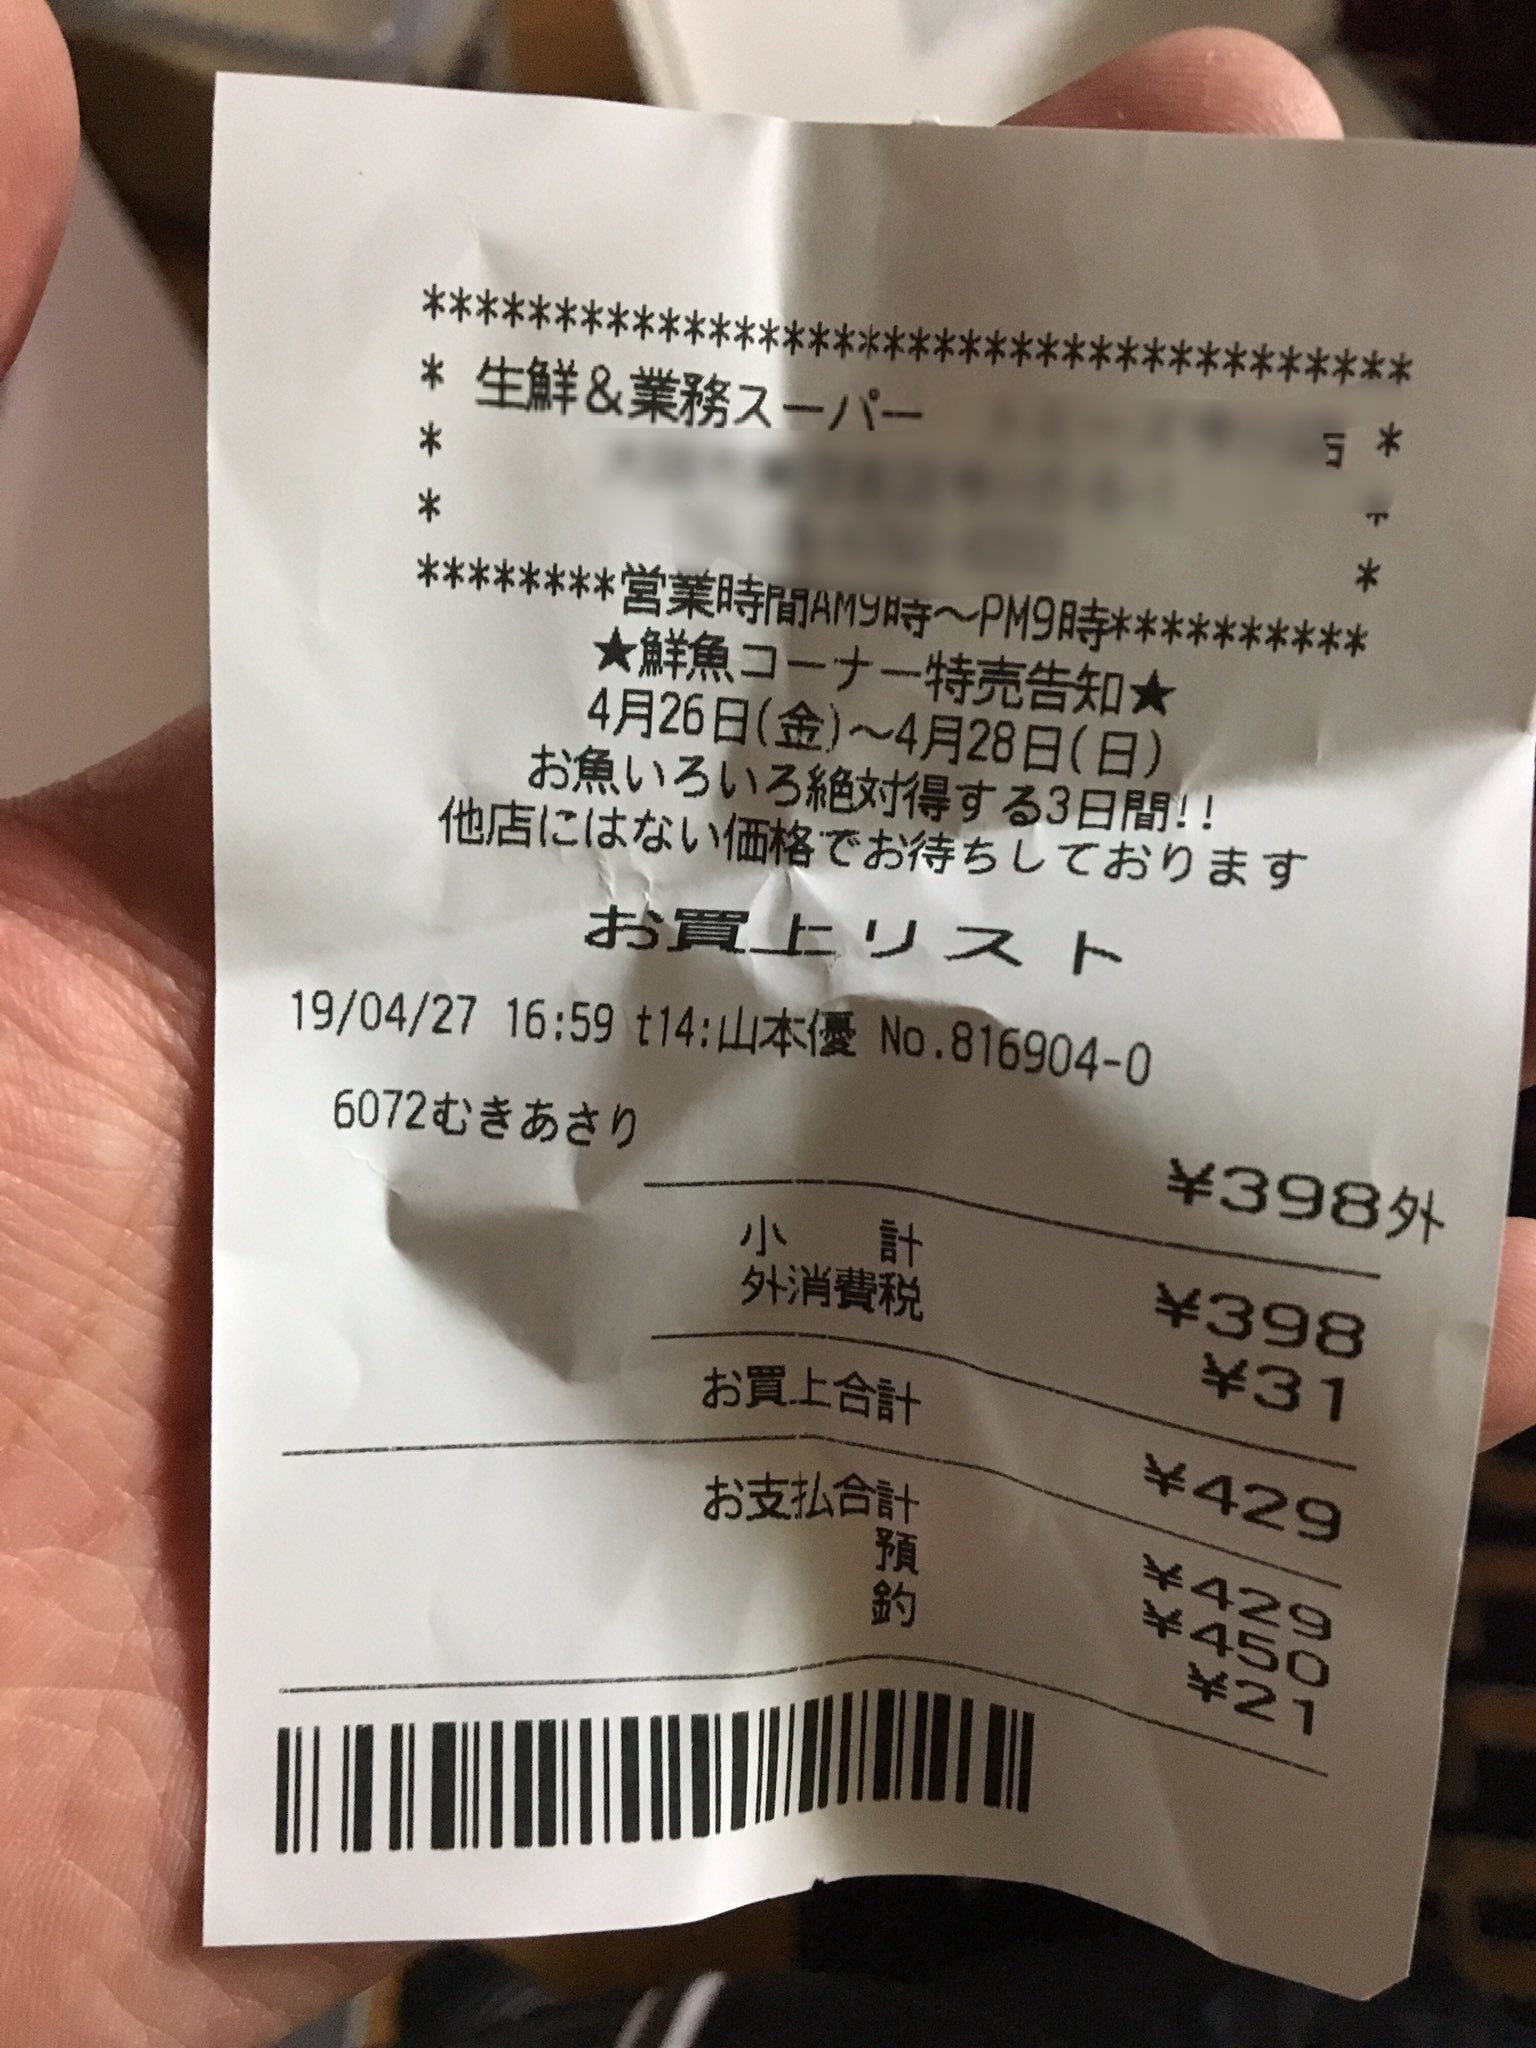 ***************************************
* 生鮮&業務スーパー 店 *
*
* *
********営業時間AM9時～PM9時**********
★鮮魚コーナー特売告知★
4月26日(金)～4月28日(日)
お魚いろいろ絶対得する3日間!!
他店にはない価格でお待ちしております
お買上リスト
19/04/27 16:59 t14:山本優 No.816904-0
6072むきあさり
¥398外
小 計 ¥398
外消費税 ¥31
お買上合計 ¥429
お支払合計 ¥429
預 ¥450
釣 ¥21